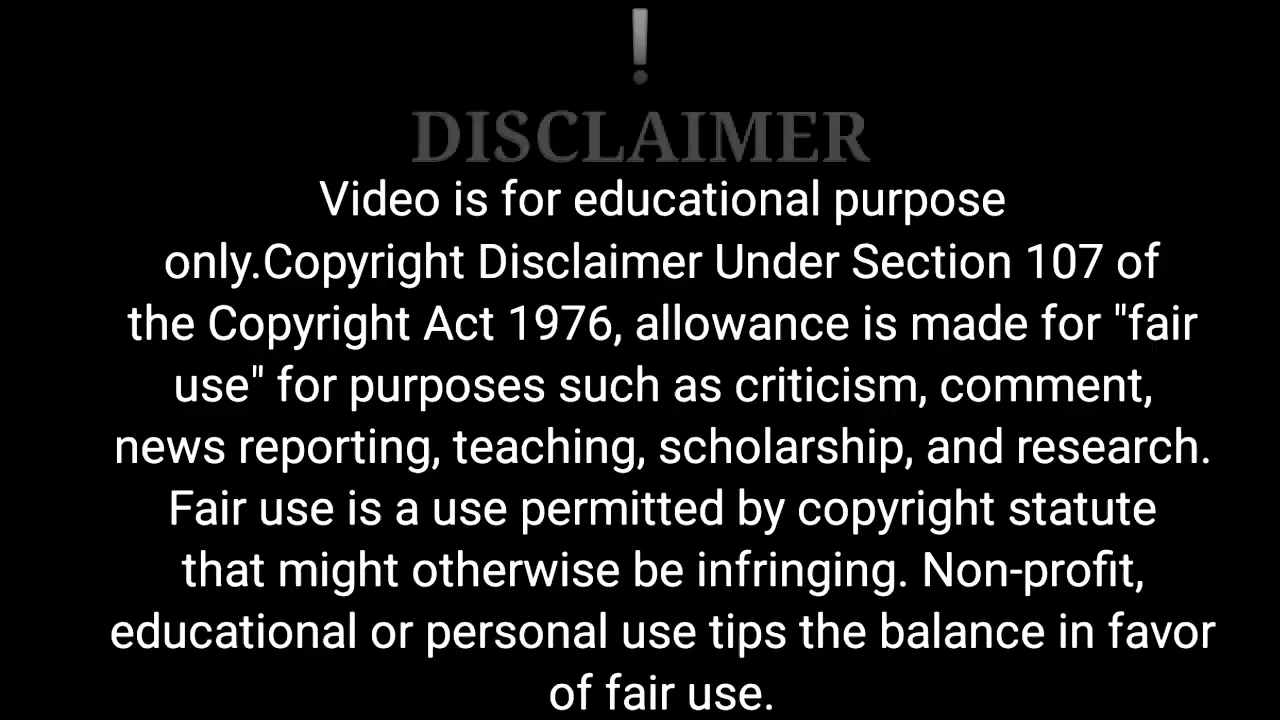 ❗
DISCLAIMER
Video is for educational purpose
only.Copyright Disclaimer Under Section 107 of
the Copyright Act 1976, allowance is made for "fair
use" for purposes such as criticism, comment,
news reporting, teaching, scholarship, and research.
Fair use is a use permitted by copyright statute
that might otherwise be infringing. Non-profit,
educational or personal use tips the balance in favor
of fair use.